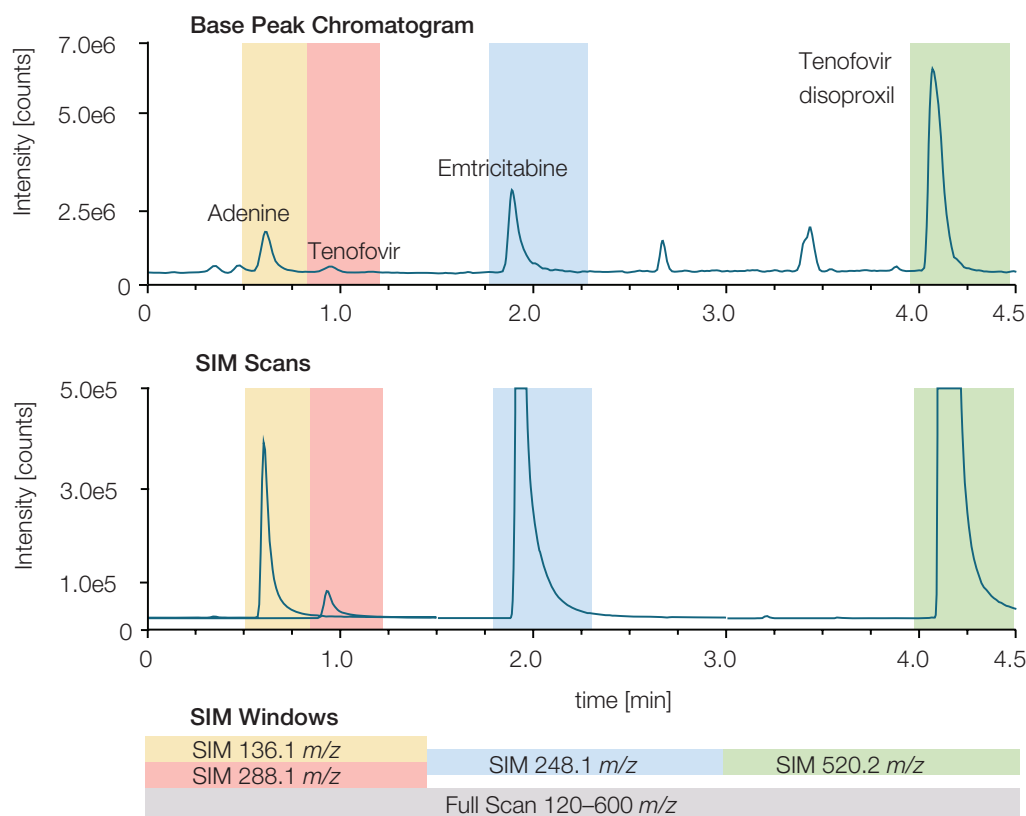 Base Peak Chromatogram
Intensity [counts]
7.0e6
5.0e6
2.5e6
0
Adenine
Tenofovir
Emtricitabine
Tenofovir
disoproxil
0 1.0 2.0 3.0 4.0 4.5
SIM Scans
Intensity [counts]
5.0e5
3.0e5
1.0e5
0
0 1.0 2.0 3.0 4.0 4.5
time [min]
SIM Windows
SIM 136.1 m/z
SIM 288.1 m/z
SIM 248.1 m/z
SIM 520.2 m/z
Full Scan 120–600 m/z